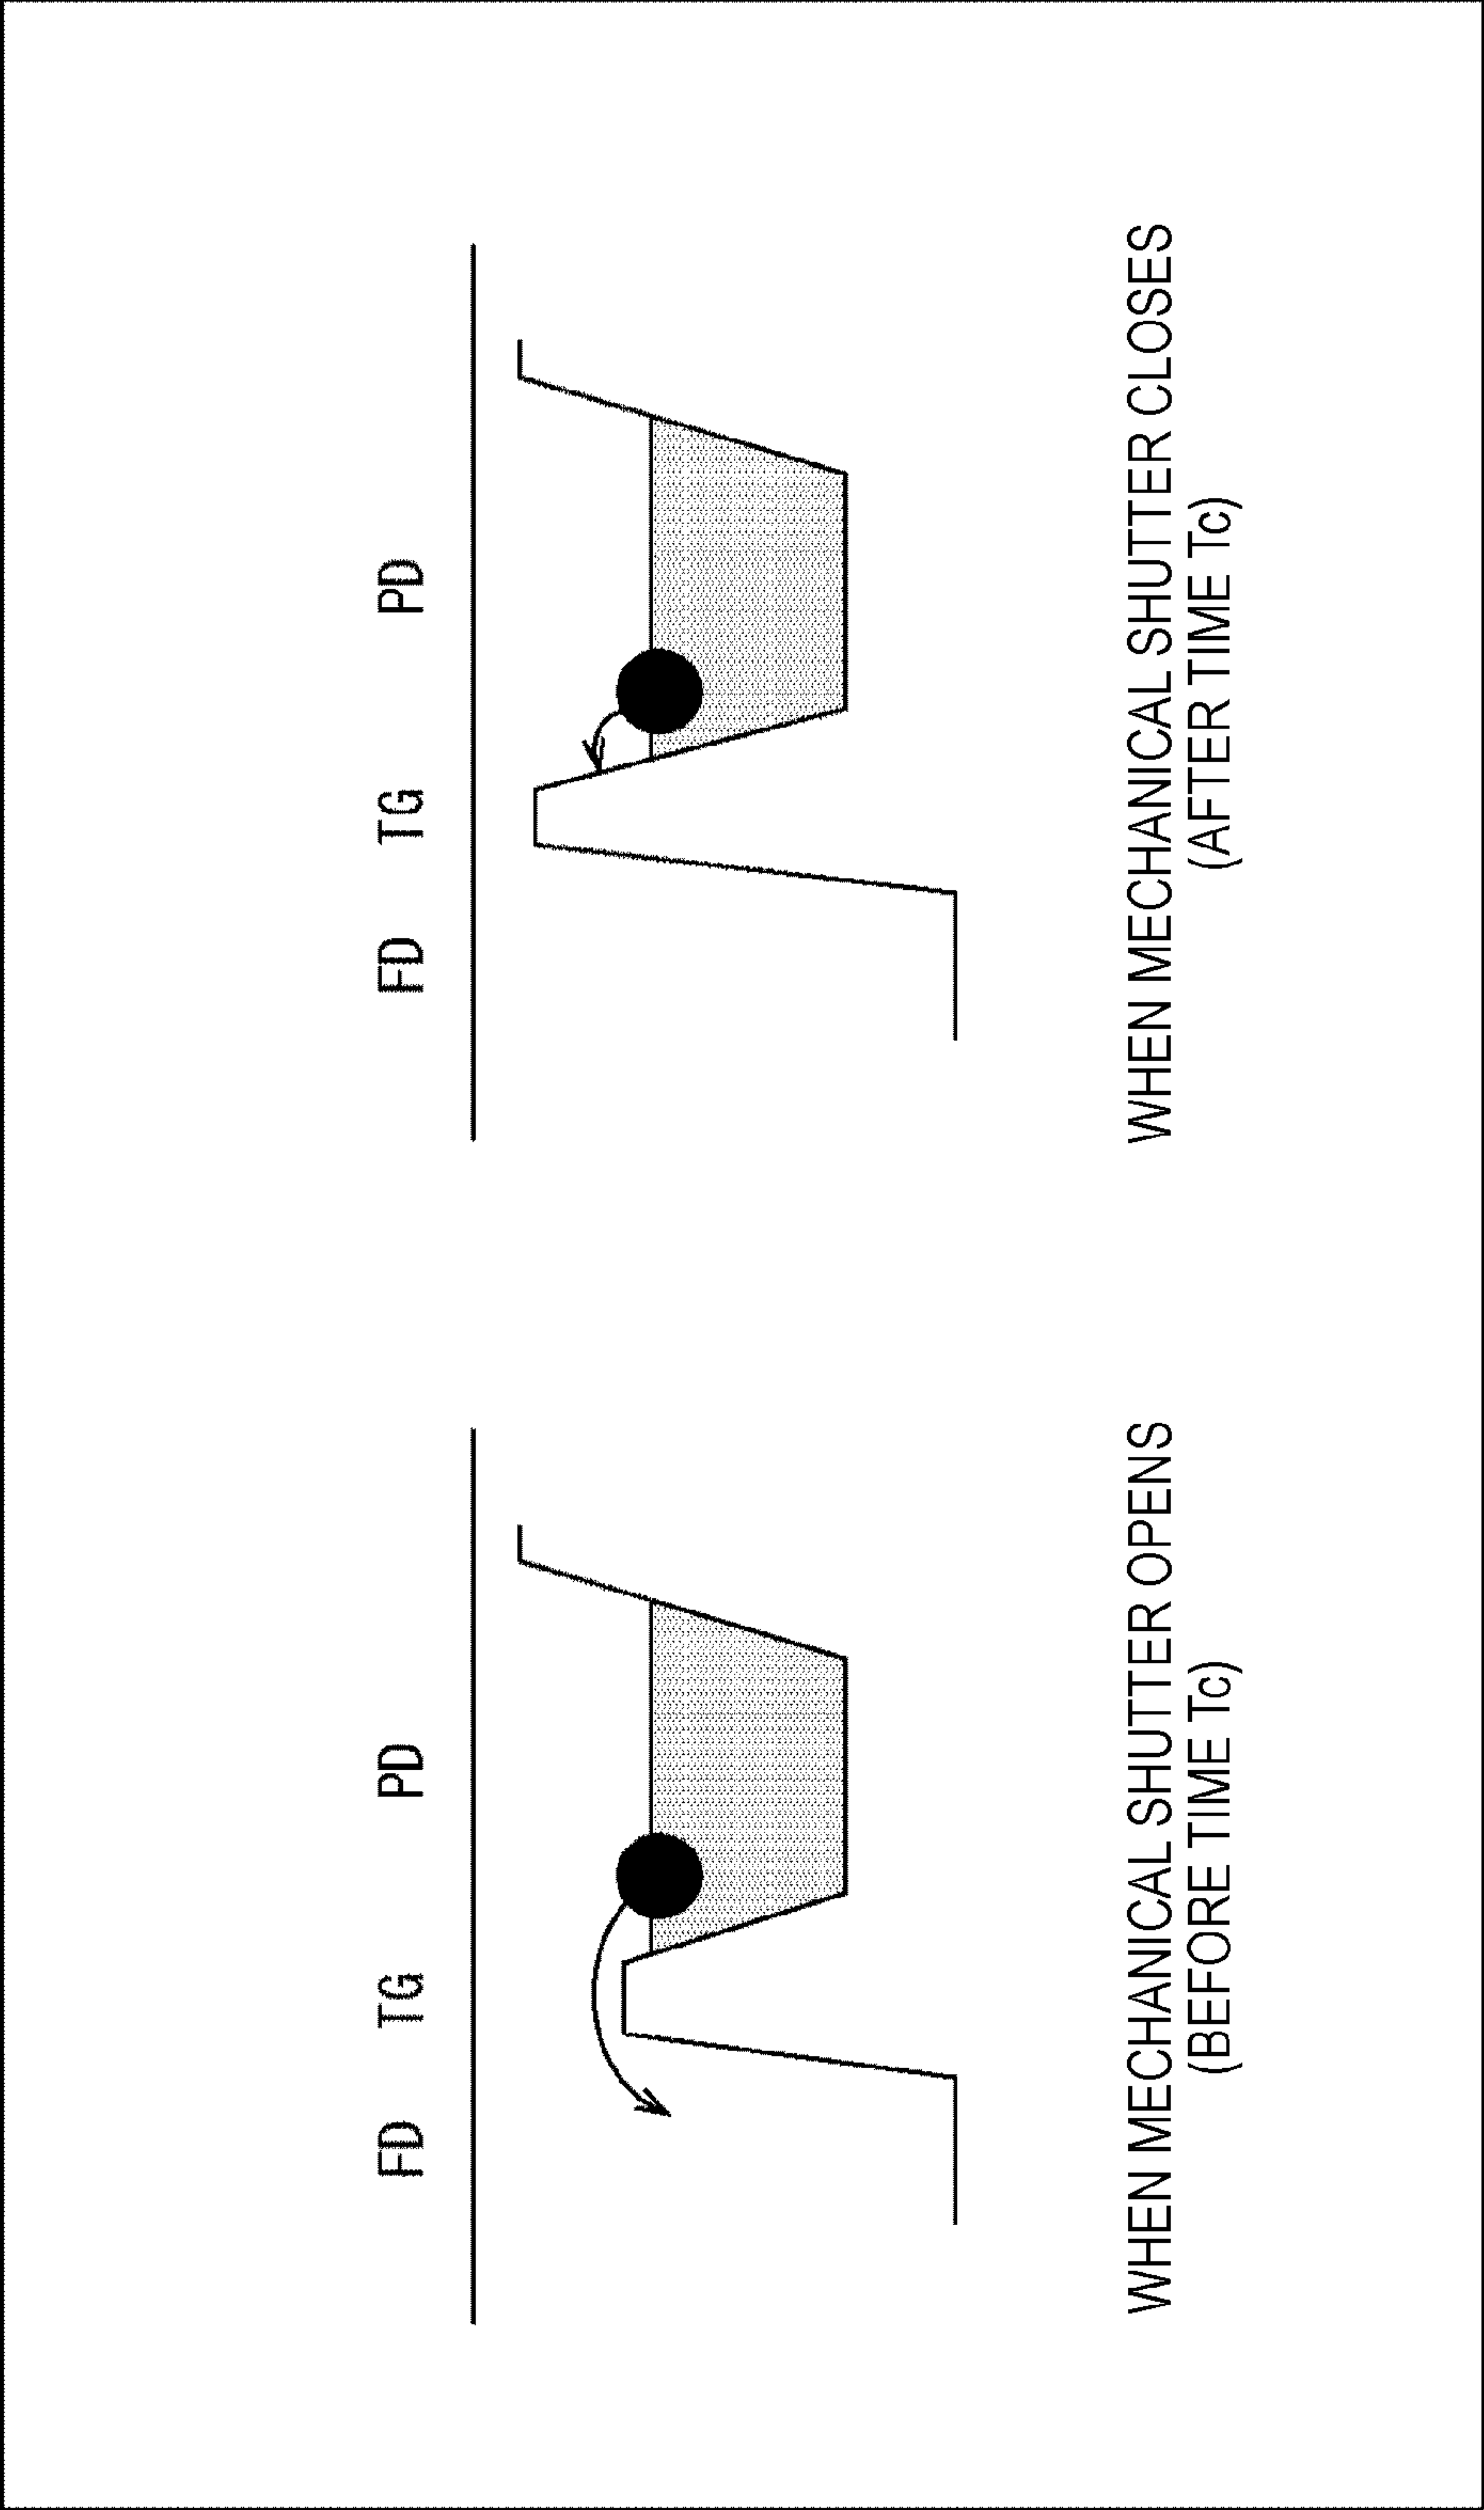 FD TG PD
WHEN MECHANICAL SHUTTER OPENS
(BEFORE TIME Tc)
FD TG PD
WHEN MECHANICAL SHUTTER CLOSES
(AFTER TIME Tc)